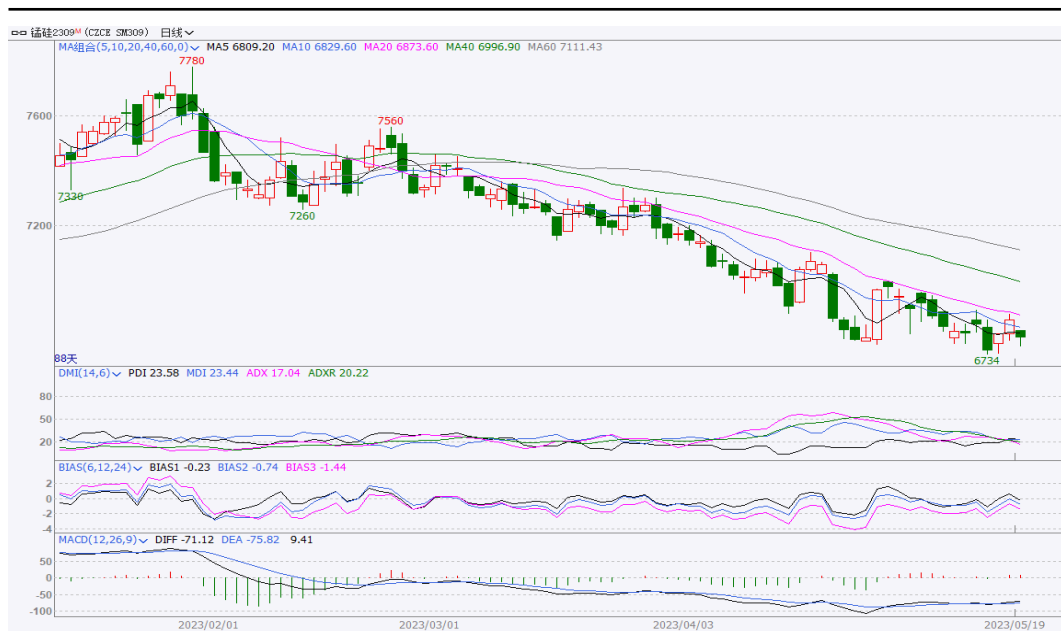 锰硅2309M (CZCE SM309) 日线
MA组合(5,10,20,40,60,0) MA5 6809.20 MA10 6829.60 MA20 6873.60 MA40 6996.90 MA60 7111.43
7780
7600
7560
7330
7260
7200
6734
88天
DMI(14,6) PDI 23.58 MDI 23.44 ADX 17.04 ADXR 20.22
80
50
20
BIAS(6,12,24) BIAS1 -0.23 BIAS2 -0.74 BIAS3 -1.44
2
0
-2
-4
MACD(12,26,9) DIFF -71.12 DEA -75.82 9.41
50
0
-50
-100
2023/02/01 2023/03/01 2023/04/03 2023/05/19